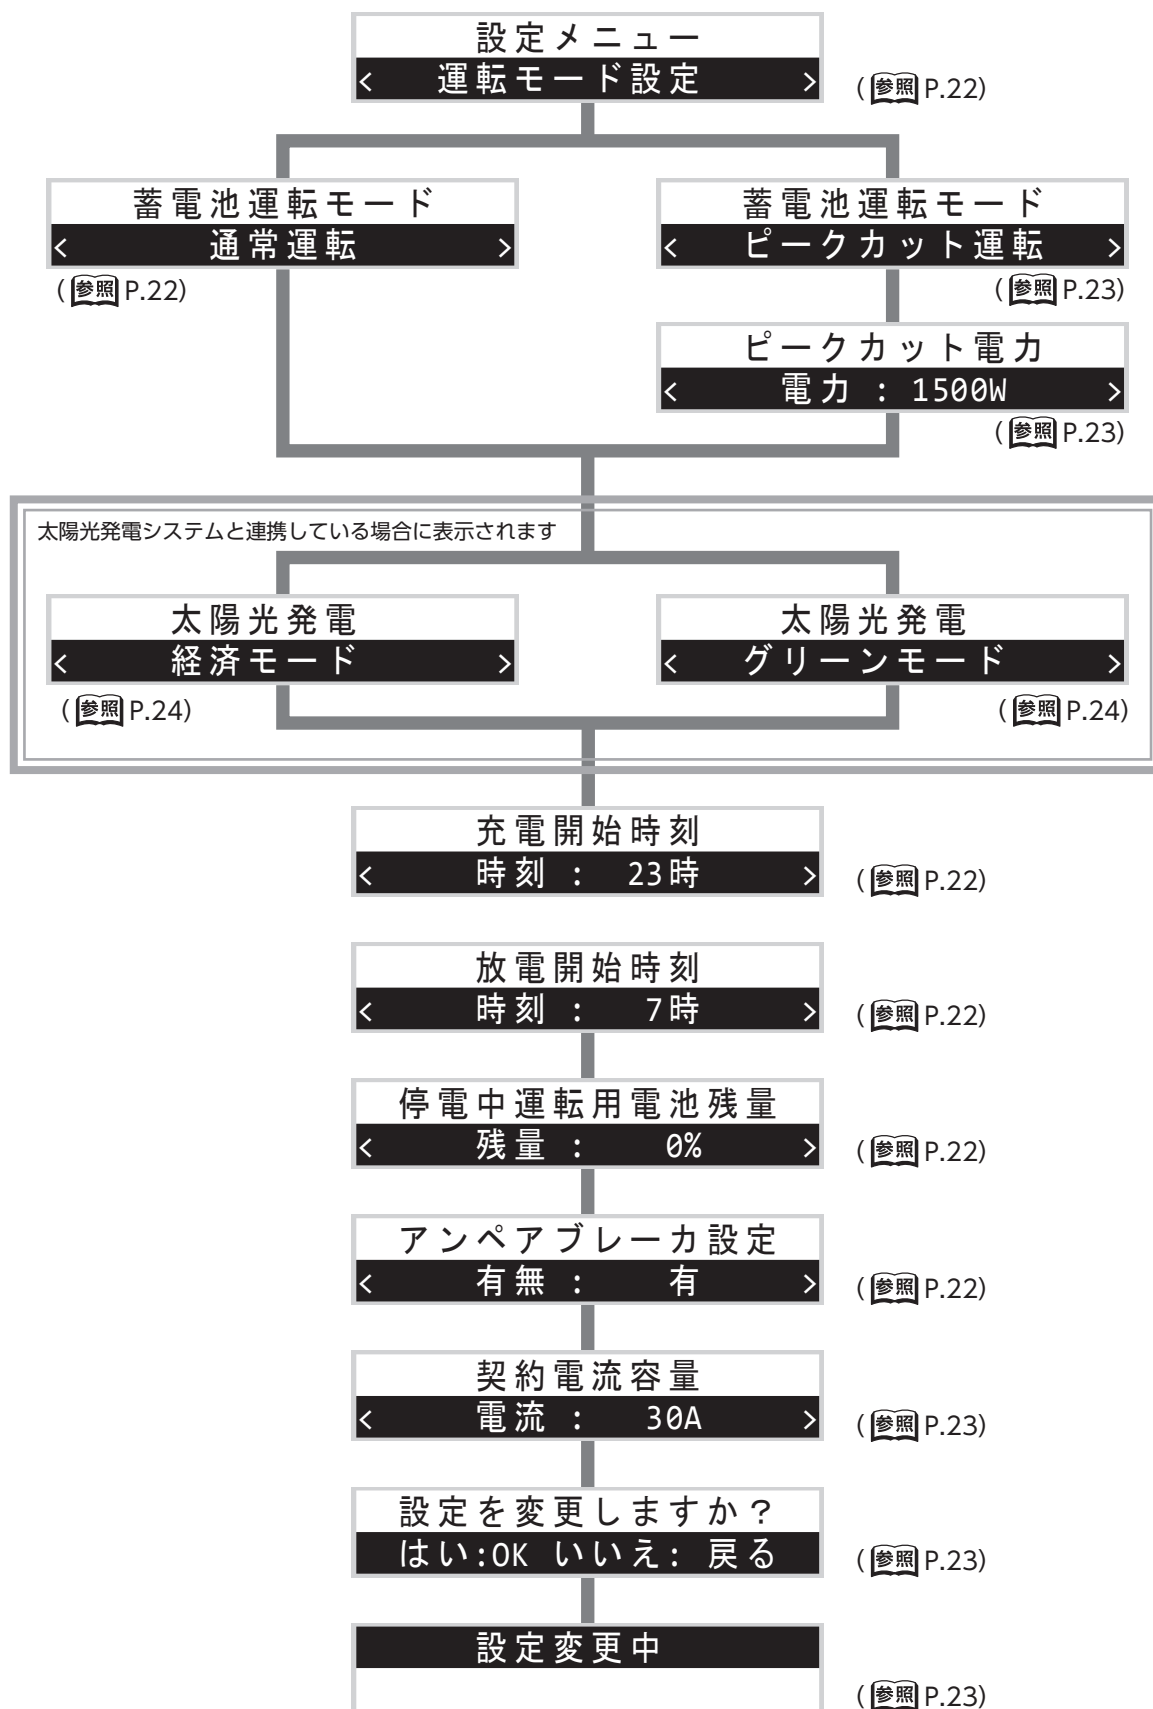 設定メニュー
< 運転モード設定 >
(参照 P.22)
蓄電池運転モード
< 通常運転 >
(参照 P.22)
蓄電池運転モード
< ピークカット運転 >
(参照 P.23)
ピークカット電力
< 電力 : 1500W >
(参照 P.23)
太陽光発電システムと連携している場合に表示されます
太陽光発電
< 経済モード >
(参照 P.24)
太陽光発電
< グリーンモード >
(参照 P.24)
充電開始時刻
< 時刻 : 23時 >
(参照 P.22)
放電開始時刻
< 時刻 : 7時 >
(参照 P.22)
停電中運転用電池残量
< 残量 : 0% >
(参照 P.22)
アンペアブレーカ設定
< 有無 : 有 >
(参照 P.22)
契約電流容量
< 電流 : 30A >
(参照 P.23)
設定を変更しますか?
はい:OK いいえ: 戻る
(参照 P.23)
設定変更中
(参照 P.23)